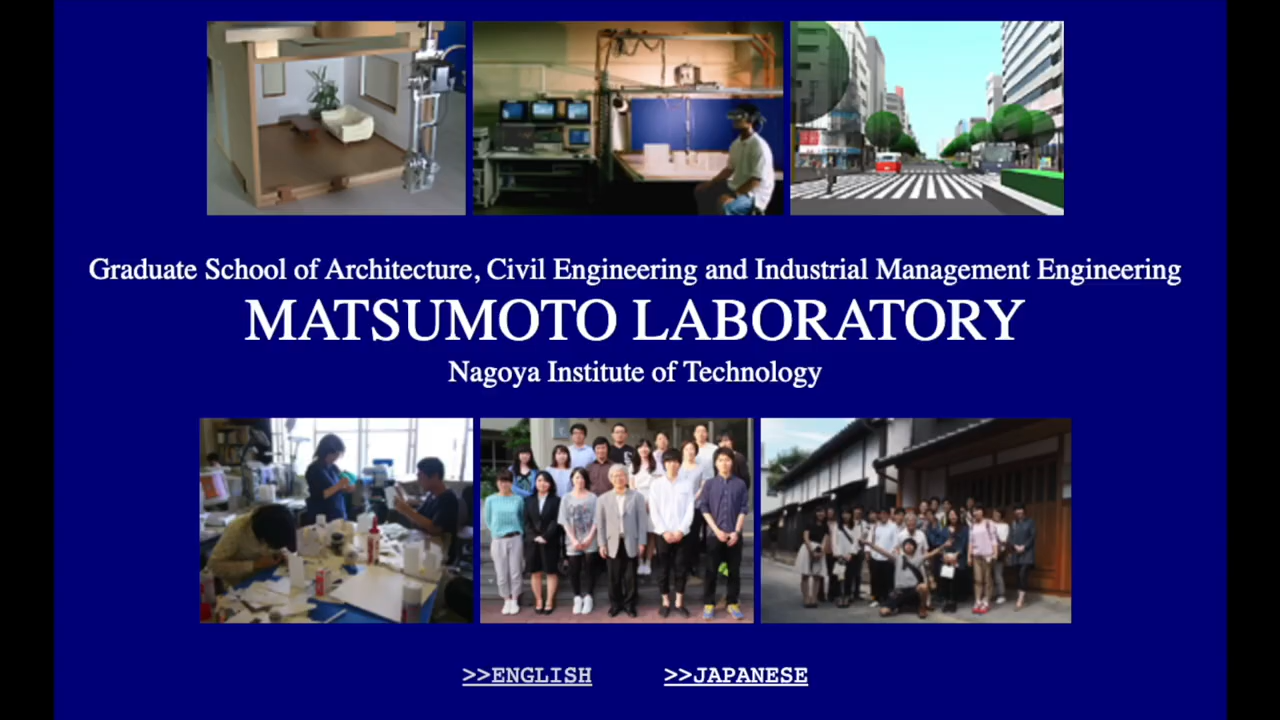 Graduate School of Architecture, Civil Engineering and Industrial Management Engineering
MATSUMOTO LABORATORY
Nagoya Institute of Technology
>>ENGLISH >>JAPANESE